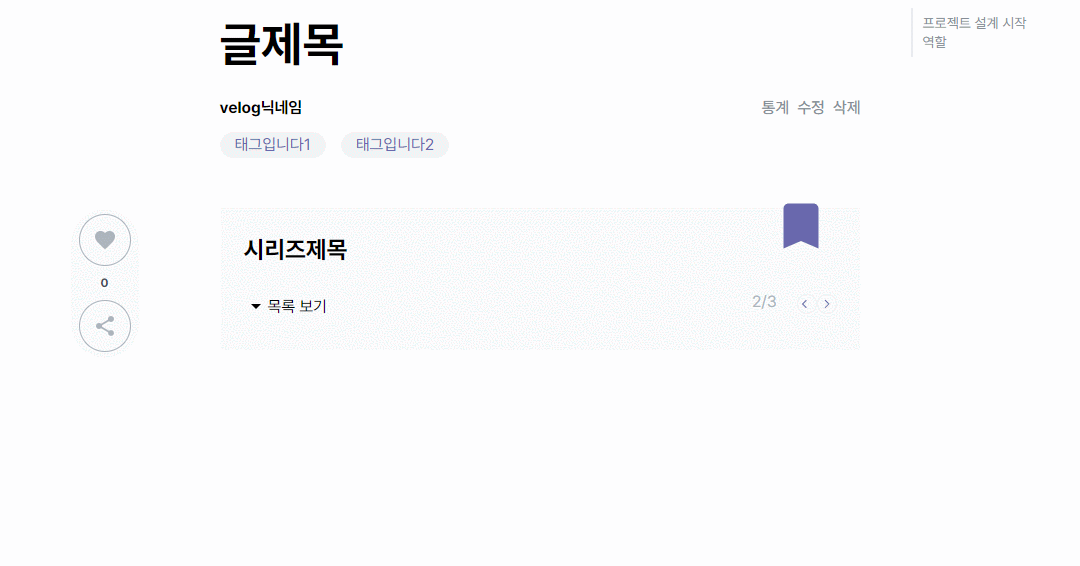 글제목
프로젝트 설계 시작
역할
velog닉네임
통계 수정 삭제
태그입니다1 태그입니다2
시리즈제목
0
목록 보기
2/3